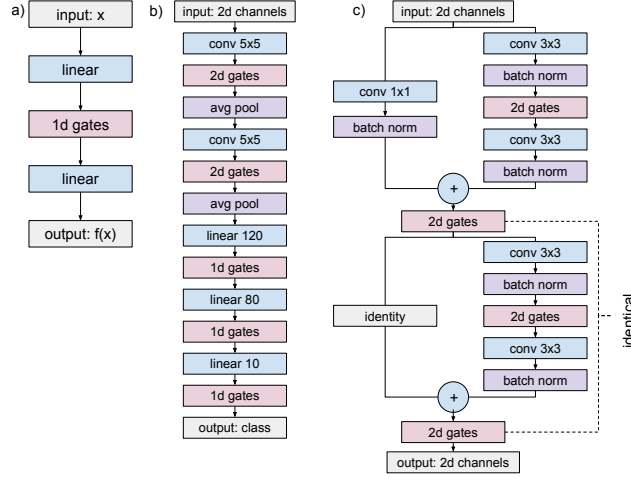 a)
input: x
linear
1d gates
linear
output: f(x)
b)
input: 2d channels
conv 5x5
2d gates
avg pool
conv 5x5
2d gates
avg pool
linear 120
1d gates
linear 80
1d gates
linear 10
1d gates
output: class
c)
input: 2d channels
conv 1x1
batch norm
conv 3x3
batch norm
2d gates
conv 3x3
batch norm
+
2d gates
identity
conv 3x3
batch norm
2d gates
conv 3x3
batch norm
+
2d gates
output: 2d channels
identical